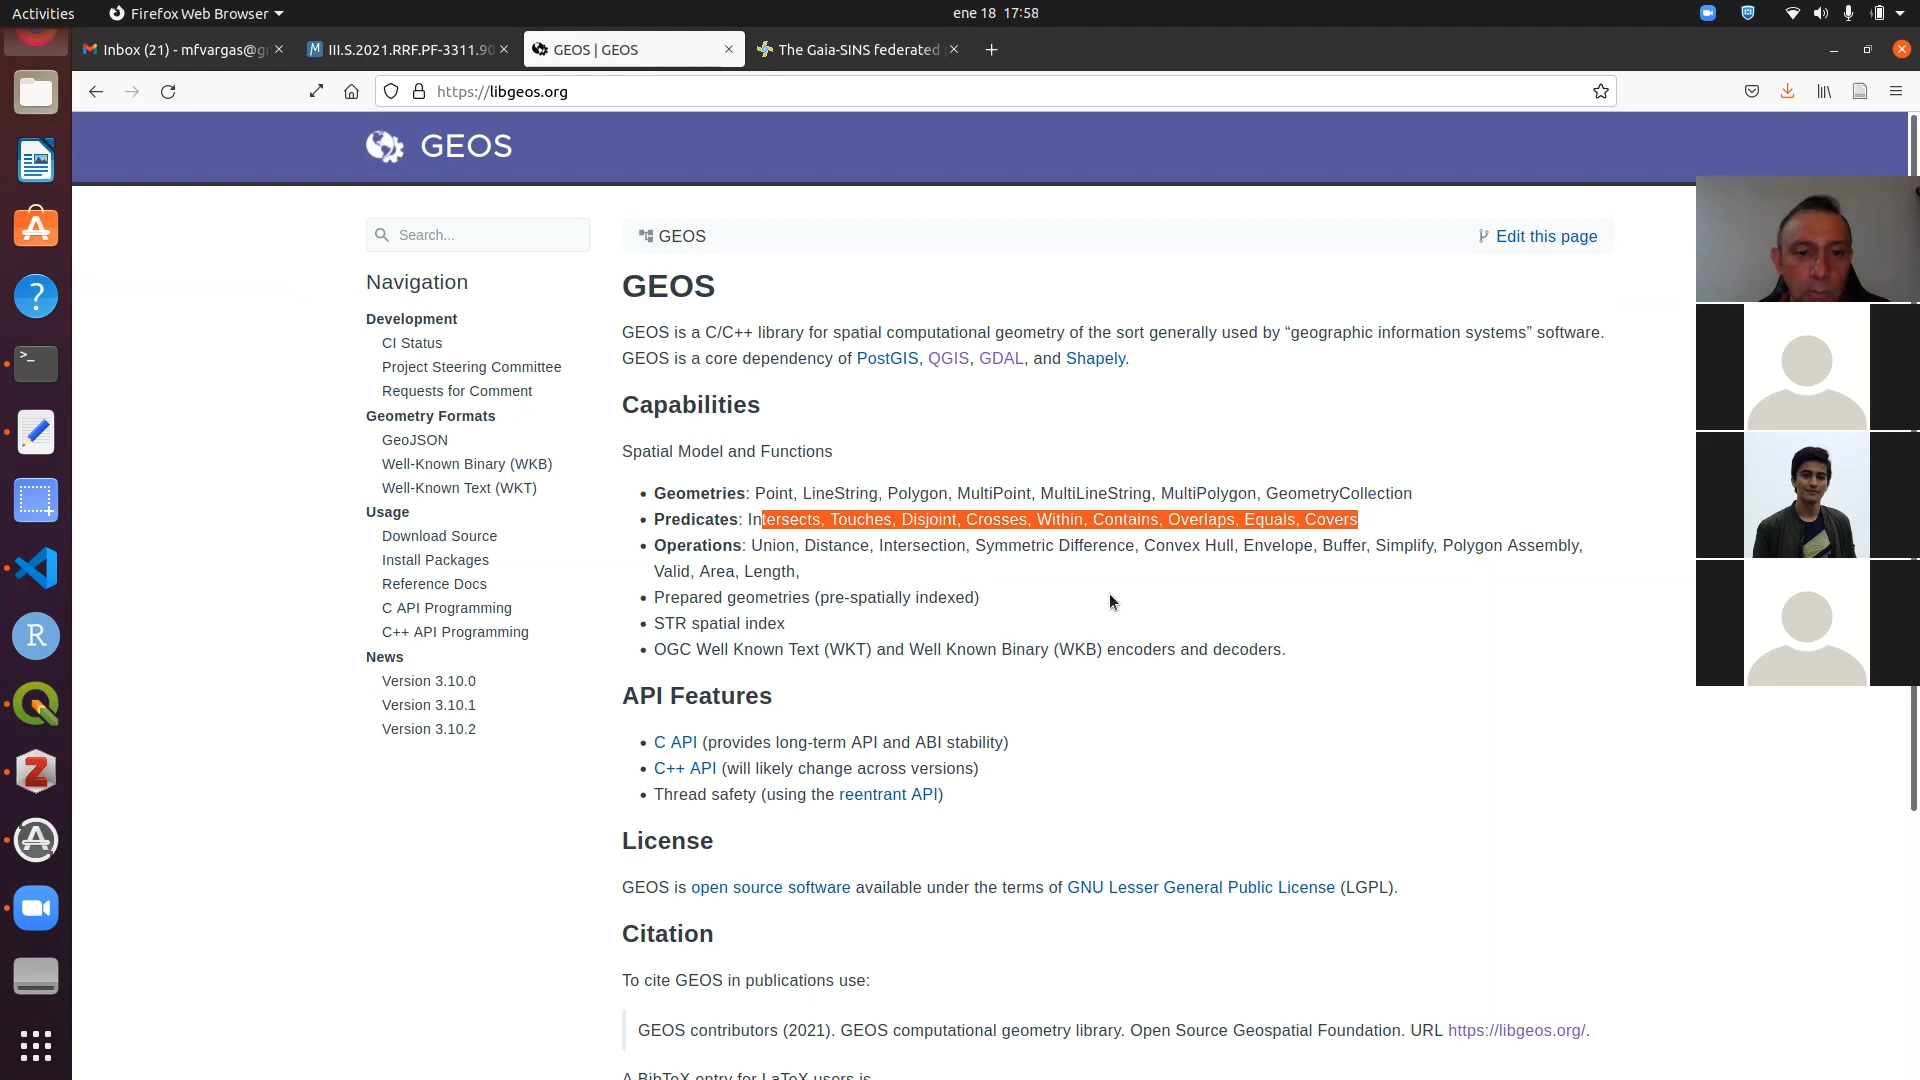 Activities
Firefox Web Browser
ene 18 17:58
Inbox (21) - mfvargas@g
III.S.2021.RRF.PF-3311.90
GEOS | GEOS
The Gaia-SINS federated
https://libgeos.org
GEOS
Search...
GEOS
Edit this page
Navigation
Development
CI Status
Project Steering Committee
Requests for Comment
Geometry Formats
GeoJSON
Well-Known Binary (WKB)
Well-Known Text (WKT)
Usage
Download Source
Install Packages
Reference Docs
C API Programming
C++ API Programming
News
Version 3.10.0
Version 3.10.1
Version 3.10.2
GEOS
GEOS is a C/C++ library for spatial computational geometry of the sort generally used by “geographic information systems” software.
GEOS is a core dependency of PostGIS, QGIS, GDAL, and Shapely.
Capabilities
Spatial Model and Functions
• Geometries: Point, LineString, Polygon, MultiPoint, MultiLineString, MultiPolygon, GeometryCollection
• Predicates: Intersects, Touches, Disjoint, Crosses, Within, Contains, Overlaps, Equals, Covers
• Operations: Union, Distance, Intersection, Symmetric Difference, Convex Hull, Envelope, Buffer, Simplify, Polygon Assembly,
Valid, Area, Length,
• Prepared geometries (pre-spatially indexed)
• STR spatial index
• OGC Well Known Text (WKT) and Well Known Binary (WKB) encoders and decoders.
API Features
• C API (provides long-term API and ABI stability)
• C++ API (will likely change across versions)
• Thread safety (using the reentrant API)
License
GEOS is open source software available under the terms of GNU Lesser General Public License (LGPL).
Citation
To cite GEOS in publications use:
GEOS contributors (2021). GEOS computational geometry library. Open Source Geospatial Foundation. URL https://libgeos.org/.
A BibTeX entry for LaTeX users is